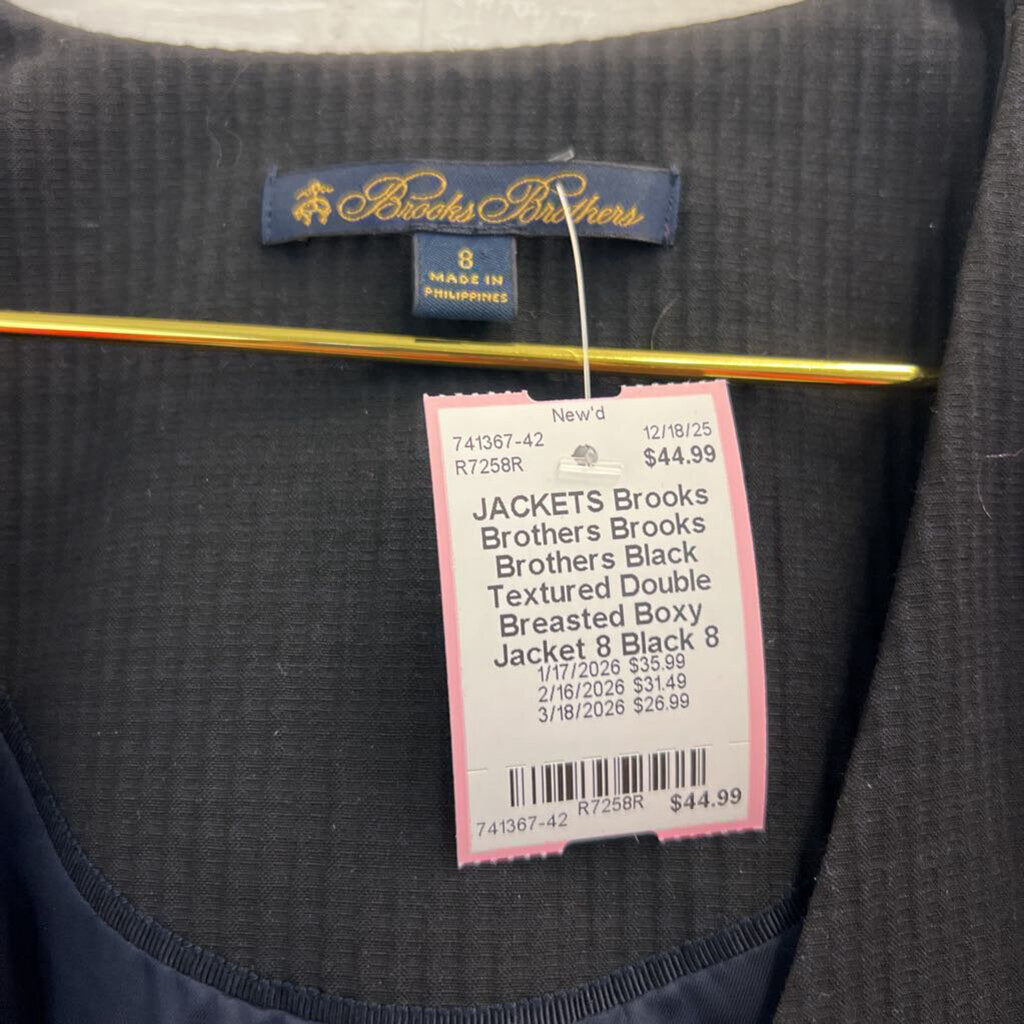 Brooks Brothers
8
MADE IN
PHILIPPINES
New'd
741367-42 12/18/25
R7258R $44.99
JACKETS Brooks
Brothers Brooks
Brothers Black
Textured Double
Breasted Boxy
Jacket 8 Black 8
1/17/2026 $35.99
2/16/2026 $31.49
3/18/2026 $26.99
741367-42 R7258R $44.99